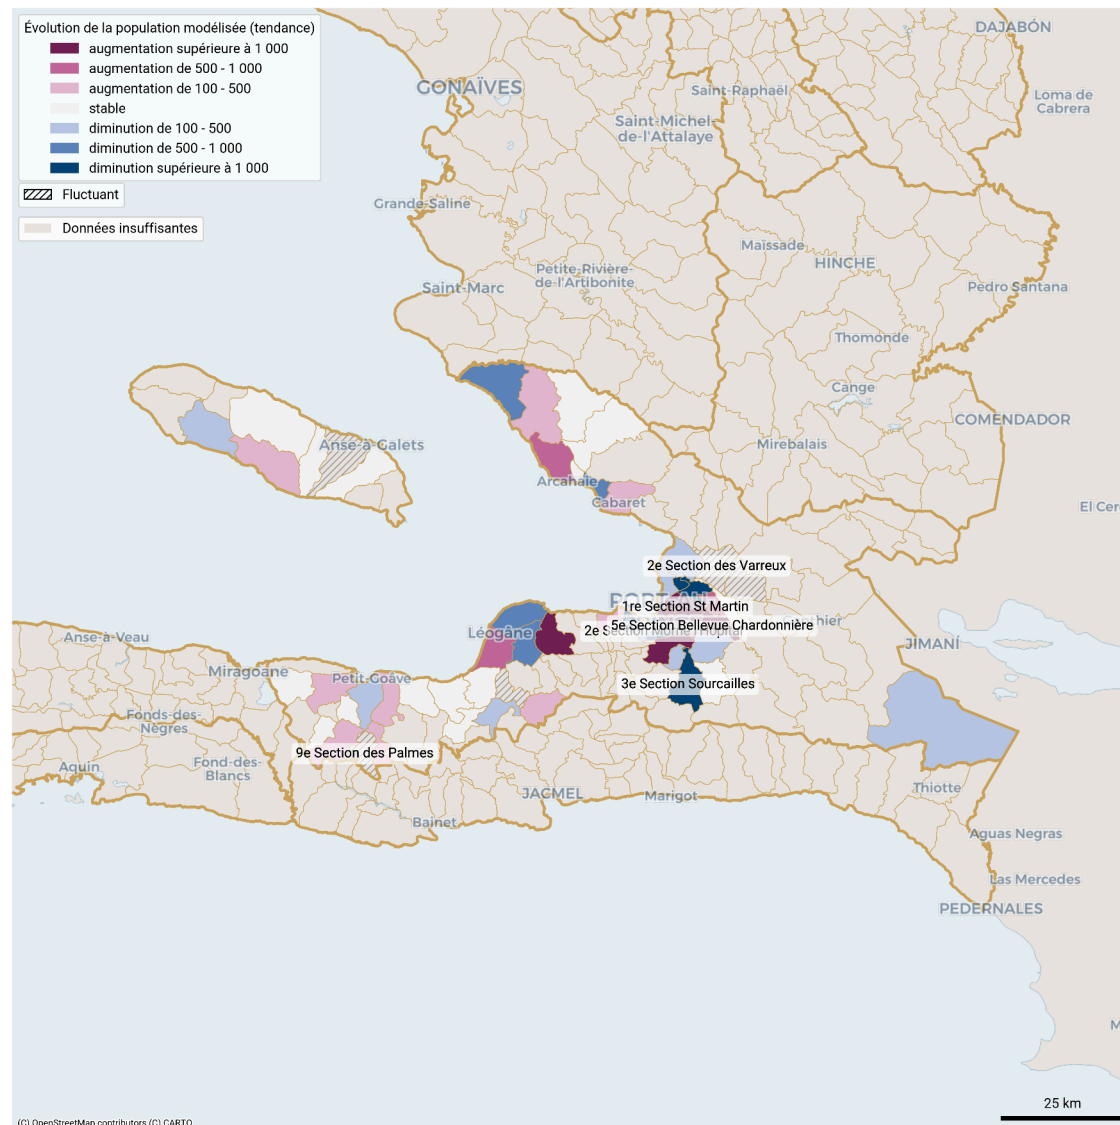 Évolution de la population modélisée (tendance)
augmentation supérieure à 1 000
augmentation de 500 - 1 000
augmentation de 100 - 500
stable
diminution de 100 - 500
diminution de 500 - 1 000
diminution supérieure à 1 000
Fluctuant
Données insuffisantes
DAJABÓN
GONAÏVES
Saint-Raphaël
Loma de
Cabrera
Saint-Michel
de-l'Attalaye
Grande-Saline
Maïssade
HINCHE
Petite-Rivière-
de-l'Artibonite
Saint-Marc
Pedro Santana
Thomonde
Cange
COMENDADOR
Anse-à-Galets
Mirebalais
Arcahaie
Cabaret
El Cer
2e Section des Varreux
1re Section St Martin
5e Section Bellevue Chardonnière
2e Section Morne l'Hôpital
Léogâne
Anse-à-Veau
JIMANÍ
Miragoane
Petit-Goâve
3e Section Sourcailles
Fonds-des-
Nègres
9e Section des Palmes
Fond-des-
Blancs
Aquin
JACMEL
Marigot
Thiotte
Bainet
Aguas Negras
Las Mercedes
PEDERNALES
M
25 km
(C) OpenStreetMap contributors (C) CARTO